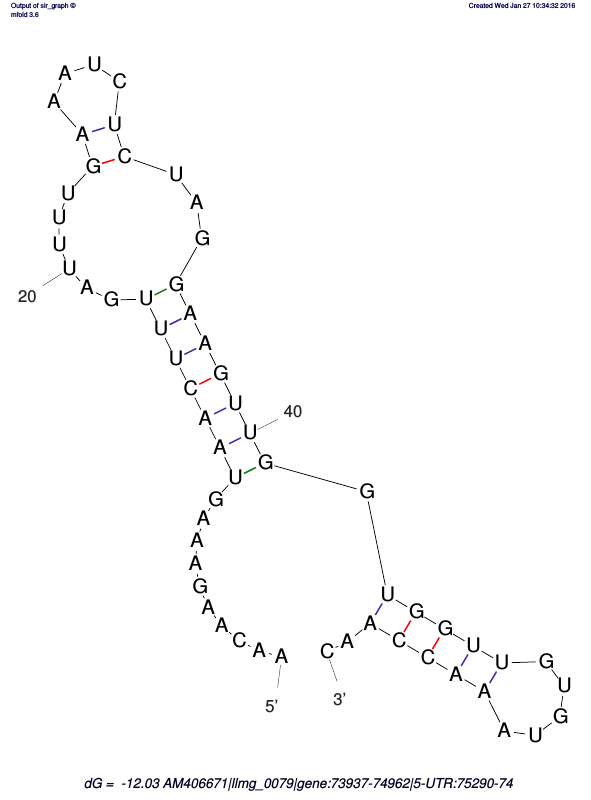 Output of sir_graph ©
mfold 3.6
Created Wed Jan 27 10:34:32 2016
5'
A A C A A G A A A G U A A C U U U G A U
20
U U U G A A A U C U C U A G G A A G U U
40
G G U G G U U G U G U A A A C C A A C
3'
dG = -12.03 AM406671|llmg_0079|gene:73937-74962|5-UTR:75290-74